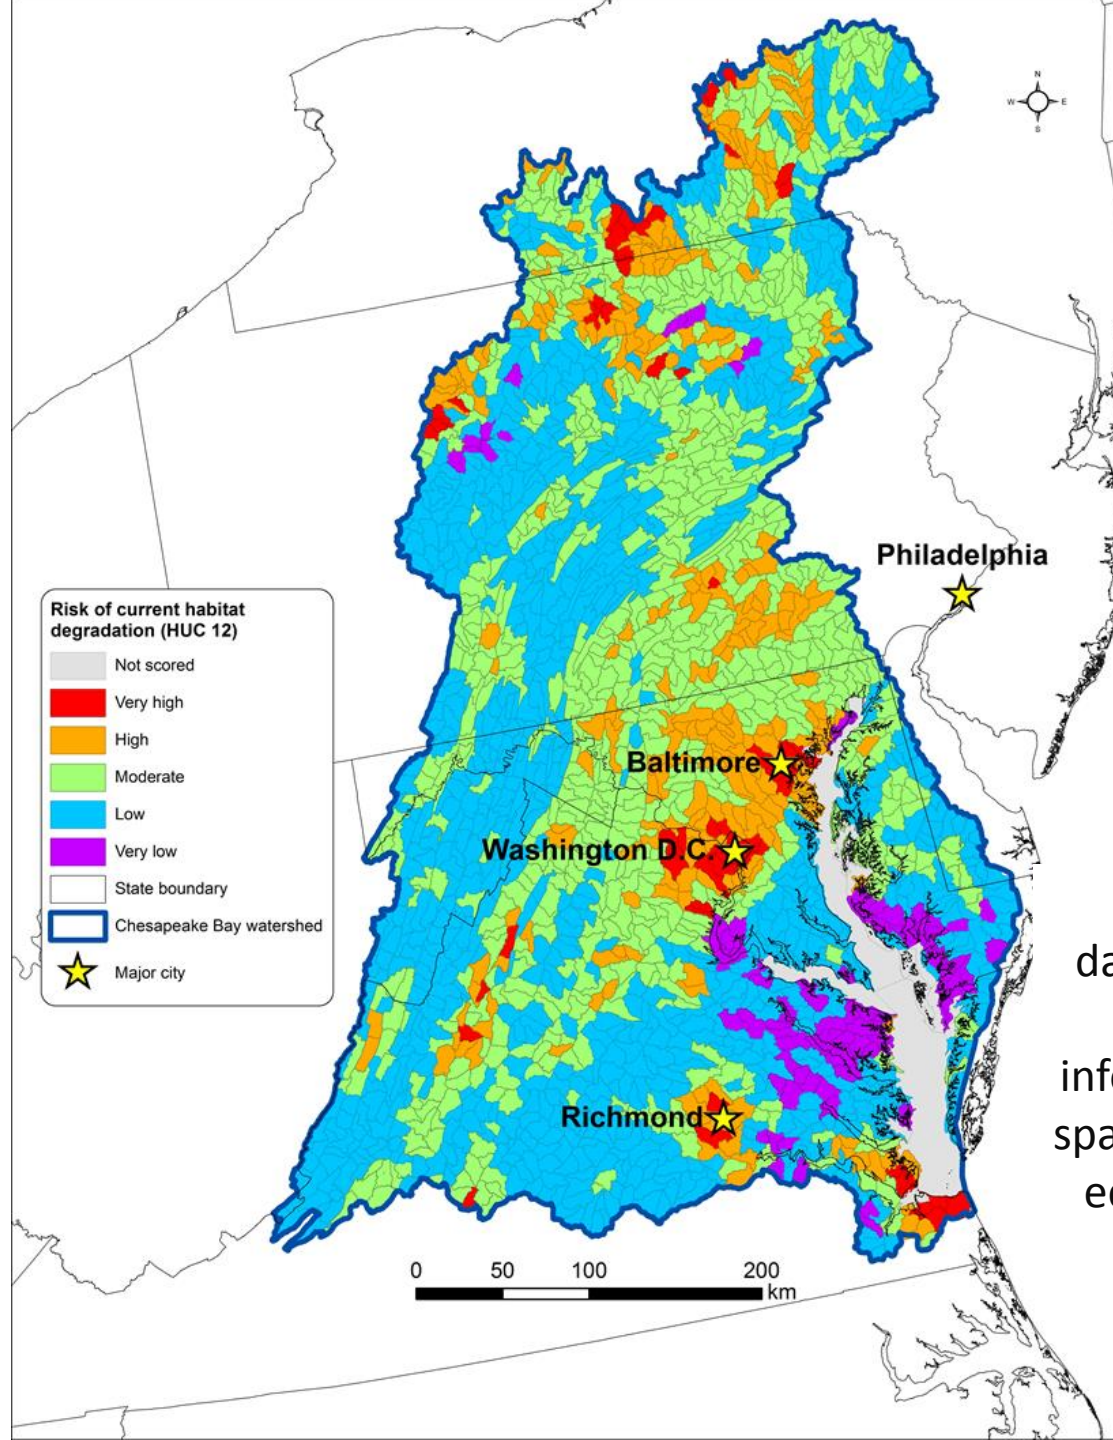 N
W E
S
Philadelphia
Risk of current habitat
degradation (HUC 12)
Not scored
Very high
High
Moderate
Low
Very low
State boundary
Chesapeake Bay watershed
Major city
Baltimore
Washington D.C.
Richmond
da
info
spa
0 50 100 200
km